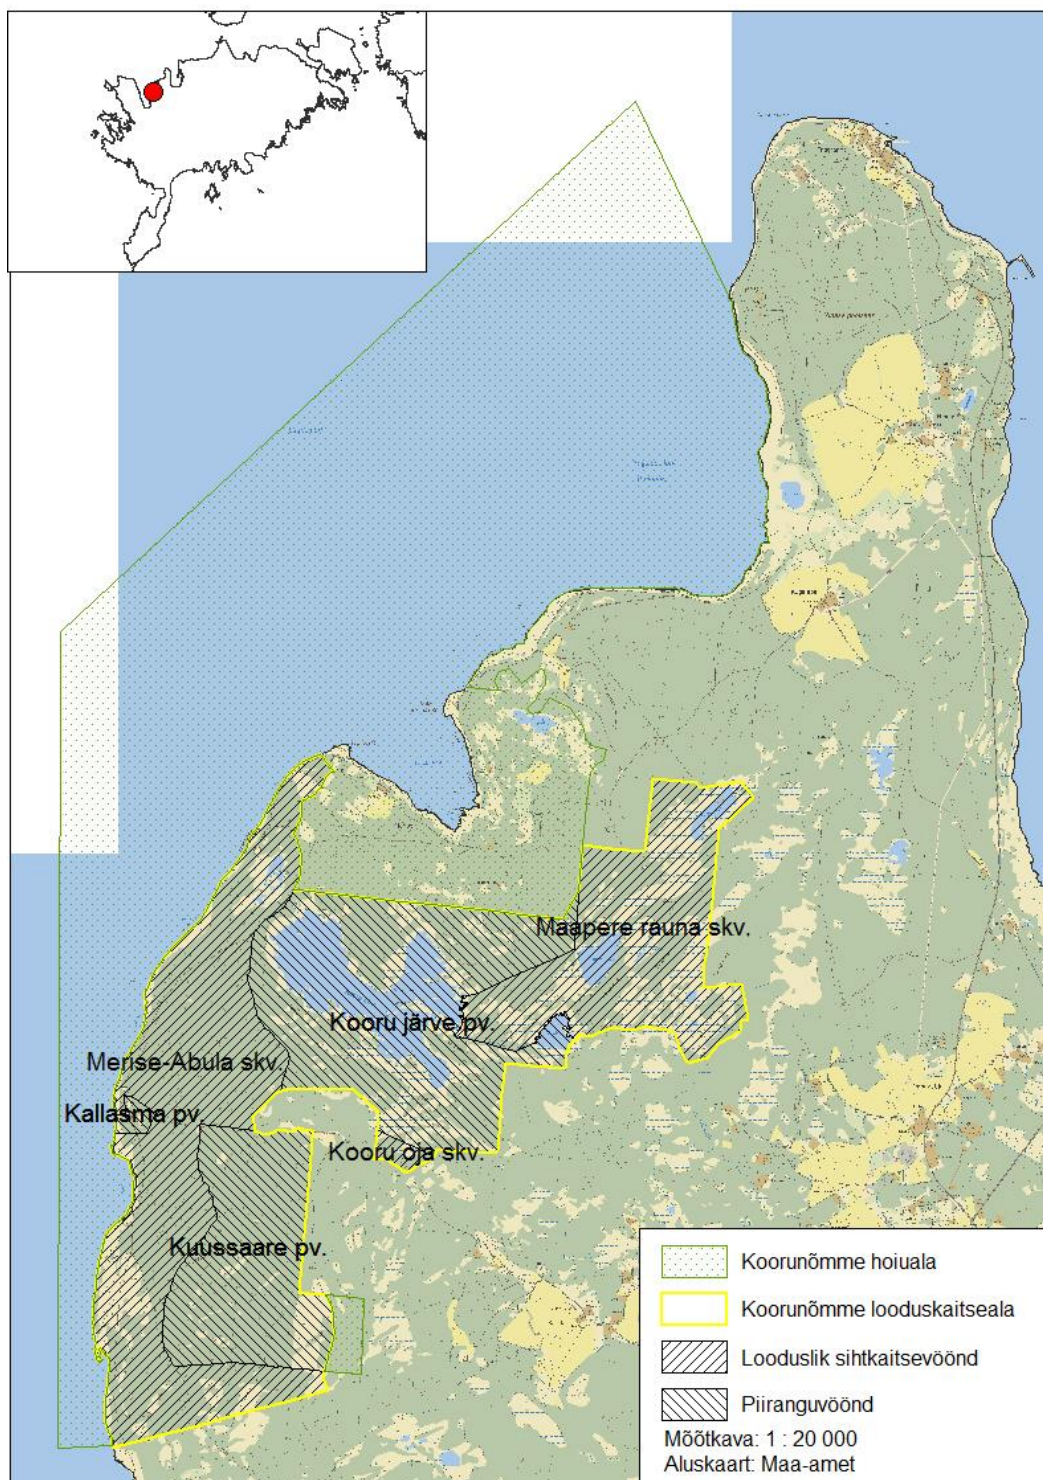 Maapere rauna skv.
Kooru järve pv.
Merise-Abula skv.
Kallasma pv.
Kooru oja skv.
Kuussaare pv.
Koorunõmme hoiuala
Koorunõmme looduskaitseala
Looduslik sihtkaitsevöönd
Piiranguvöönd
Mõõtkava: 1 : 20 000
Aluskaart: Maa-amet